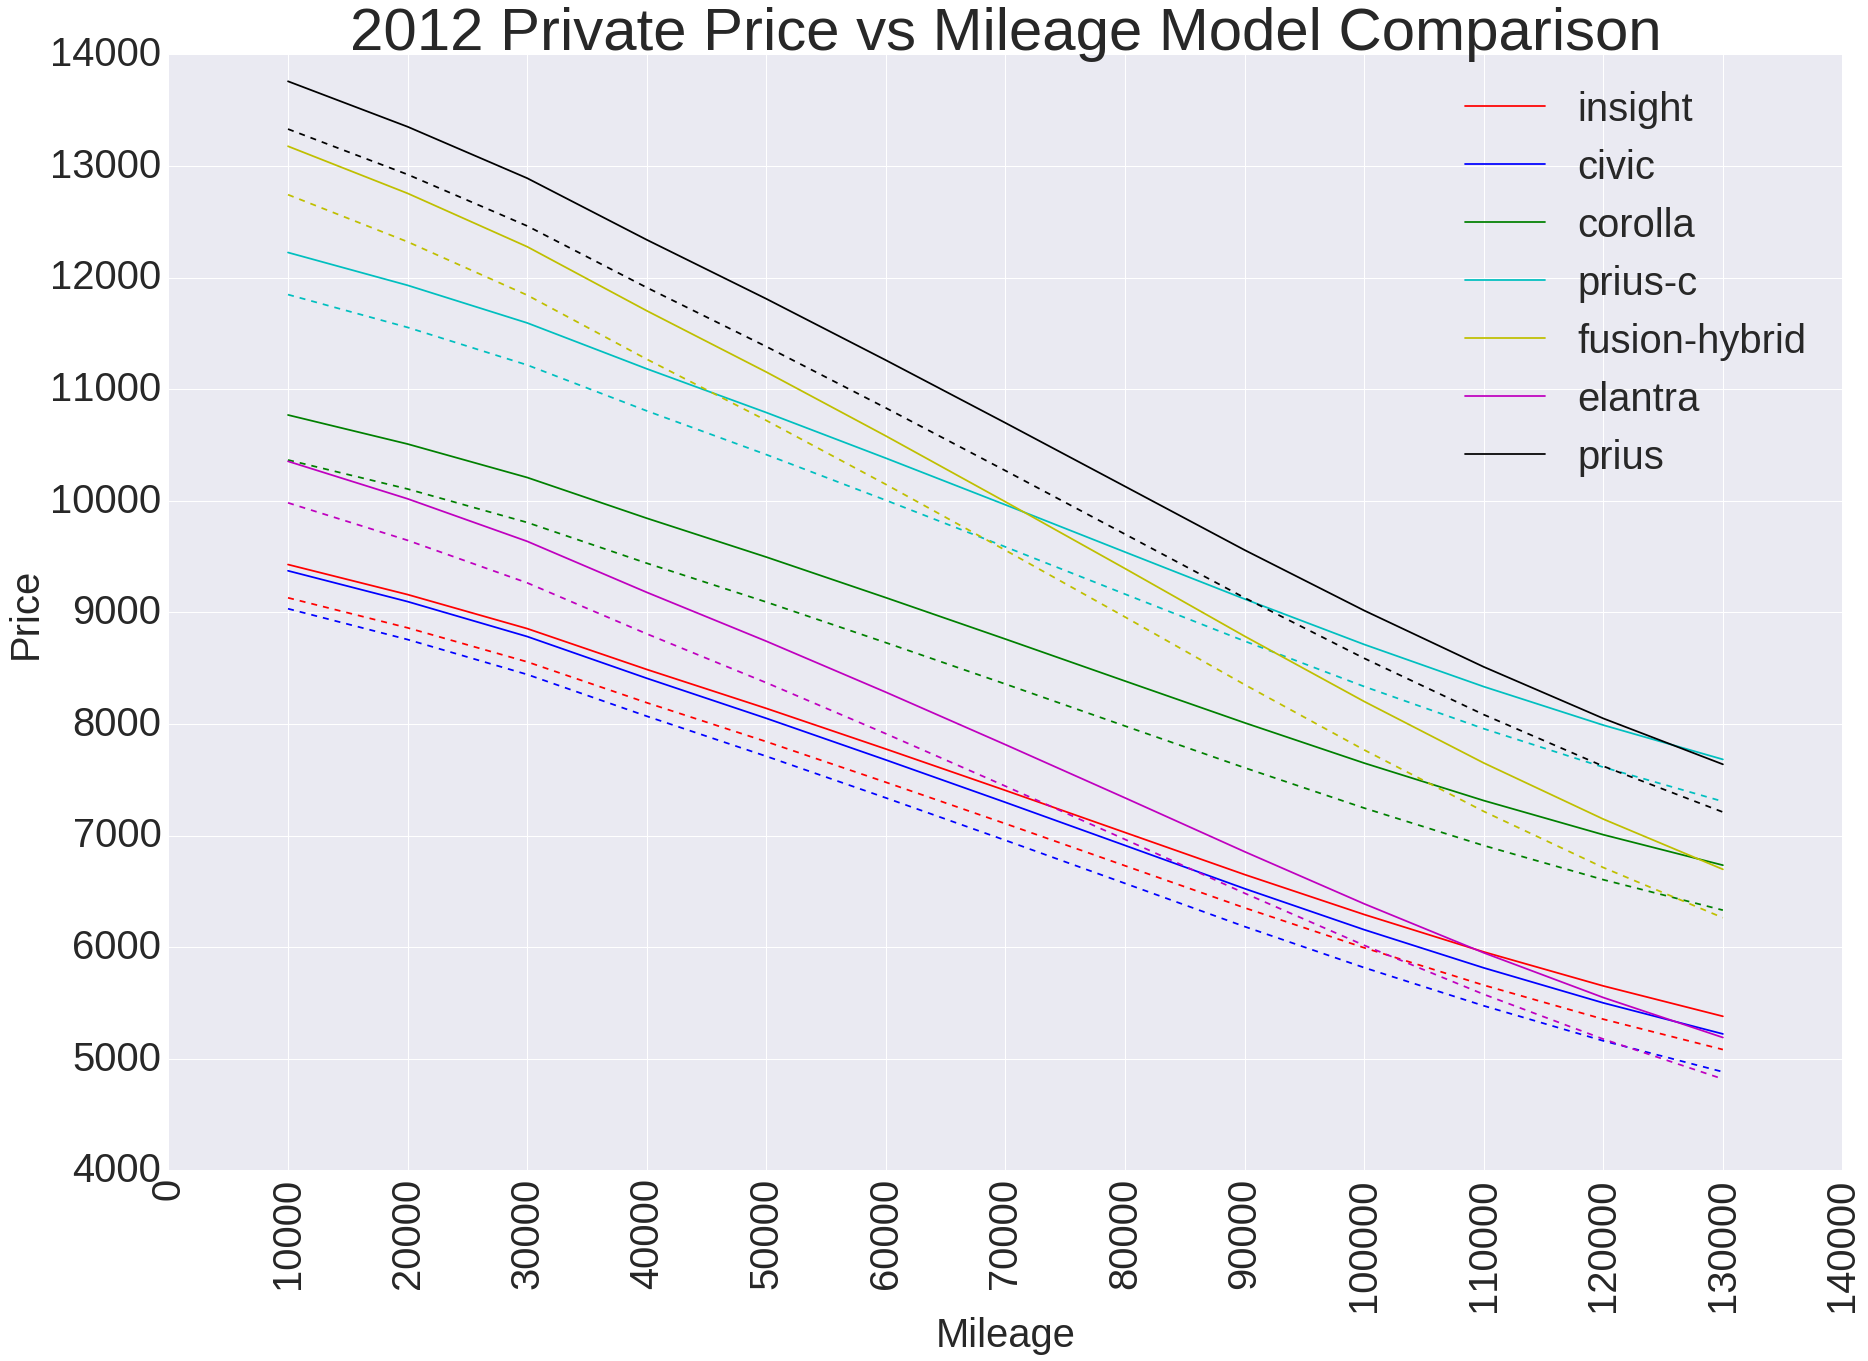 2012 Private Price vs Mileage Model Comparison
14000
13000
12000
11000
10000
9000
8000
7000
6000
5000
4000
Price
insight
civic
corolla
prius-c
fusion-hybrid
elantra
prius
0
10000
20000
30000
40000
50000
60000
70000
80000
90000
100000
110000
120000
130000
140000
Mileage